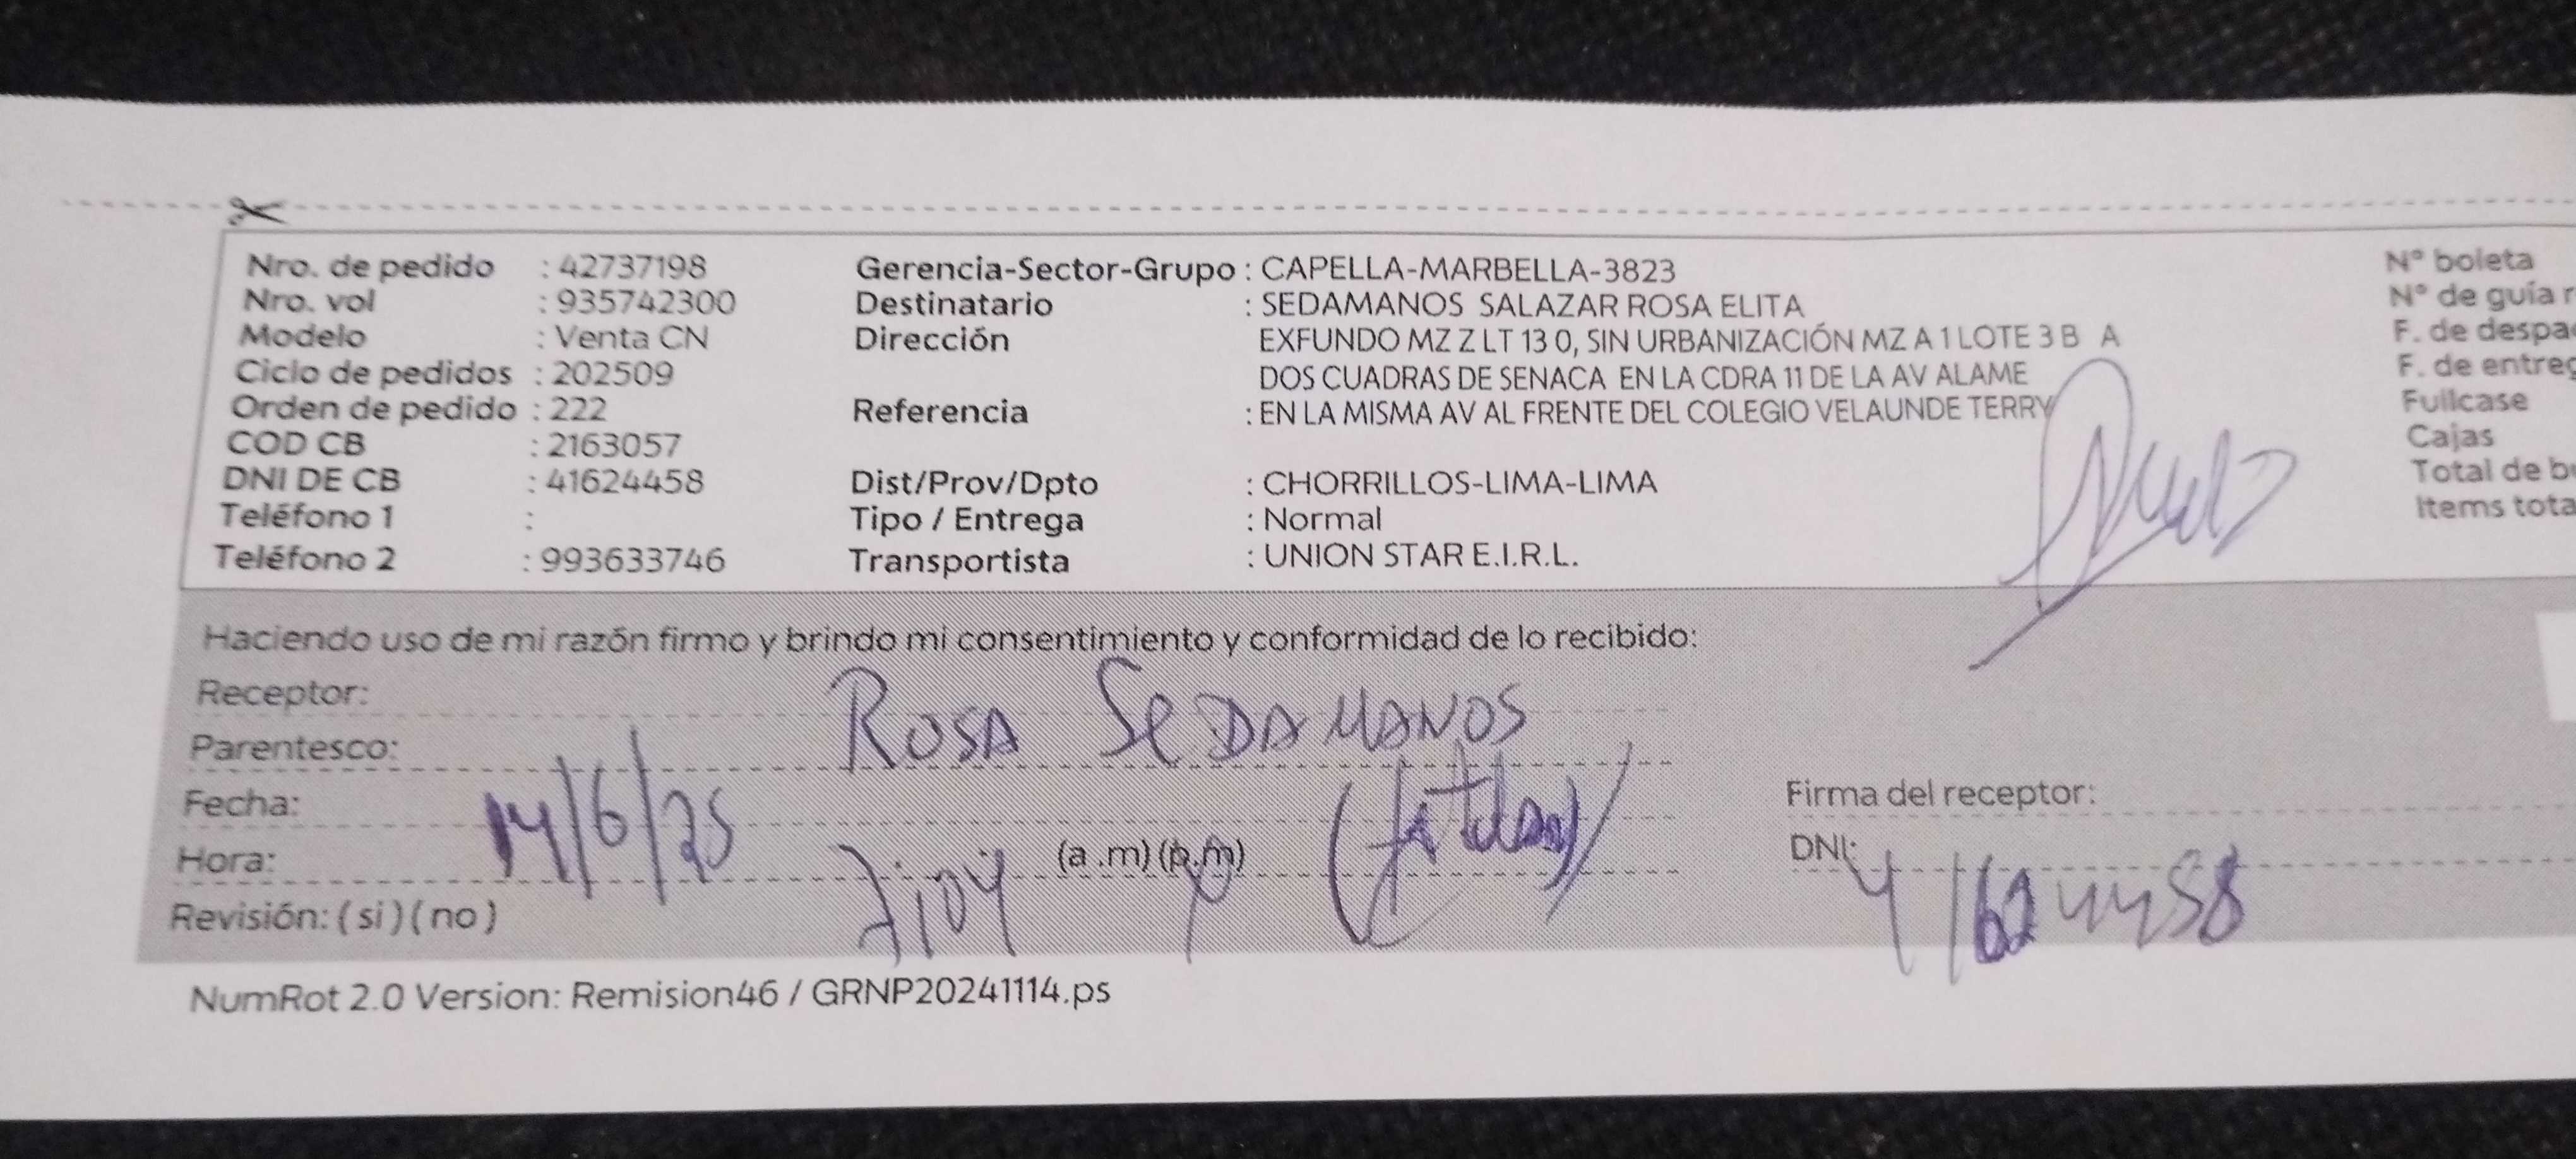 Nro. de pedido : 42737198
Nro. vol : 935742300
Modelo : Venta CN
Ciclo de pedidos : 202509
Orden de pedido : 222
COD CB : 2163057
DNI DE CB : 41624458
Teléfono 1 :
Teléfono 2 : 993633746
Gerencia-Sector-Grupo : CAPELLA-MARBELLA-3823
Destinatario : SEDAMANOS SALAZAR ROSA ELITA
Dirección EXFUNDO MZ Z LT 13 0, SIN URBANIZACIÓN MZ A 1 LOTE 3 B A
DOS CUADRAS DE SENACA EN LA CDRA 11 DE LA AV ALAME
Referencia : EN LA MISMA AV AL FRENTE DEL COLEGIO VELAUNDE TERRY
Dist/Prov/Dpto : CHORRILLOS-LIMA-LIMA
Tipo / Entrega : Normal
Transportista : UNION STAR E.I.R.L.
N° boleta
N° de guía r
F. de despa
F. de entreg
Fullcase
Cajas
Total de bu
Items tota
Haciendo uso de mi razón firmo y brindo mi consentimiento y conformidad de lo recibido:
Receptor: ROSA SEDAMANOS
Parentesco:
Fecha: 14/6/25
Hora: 7:04 (a .m) (p.m)
Revisión: ( si ) ( no )
Firma del receptor:
DNI: 41624458
NumRot 2.0 Version: Remision46 / GRNP20241114.ps